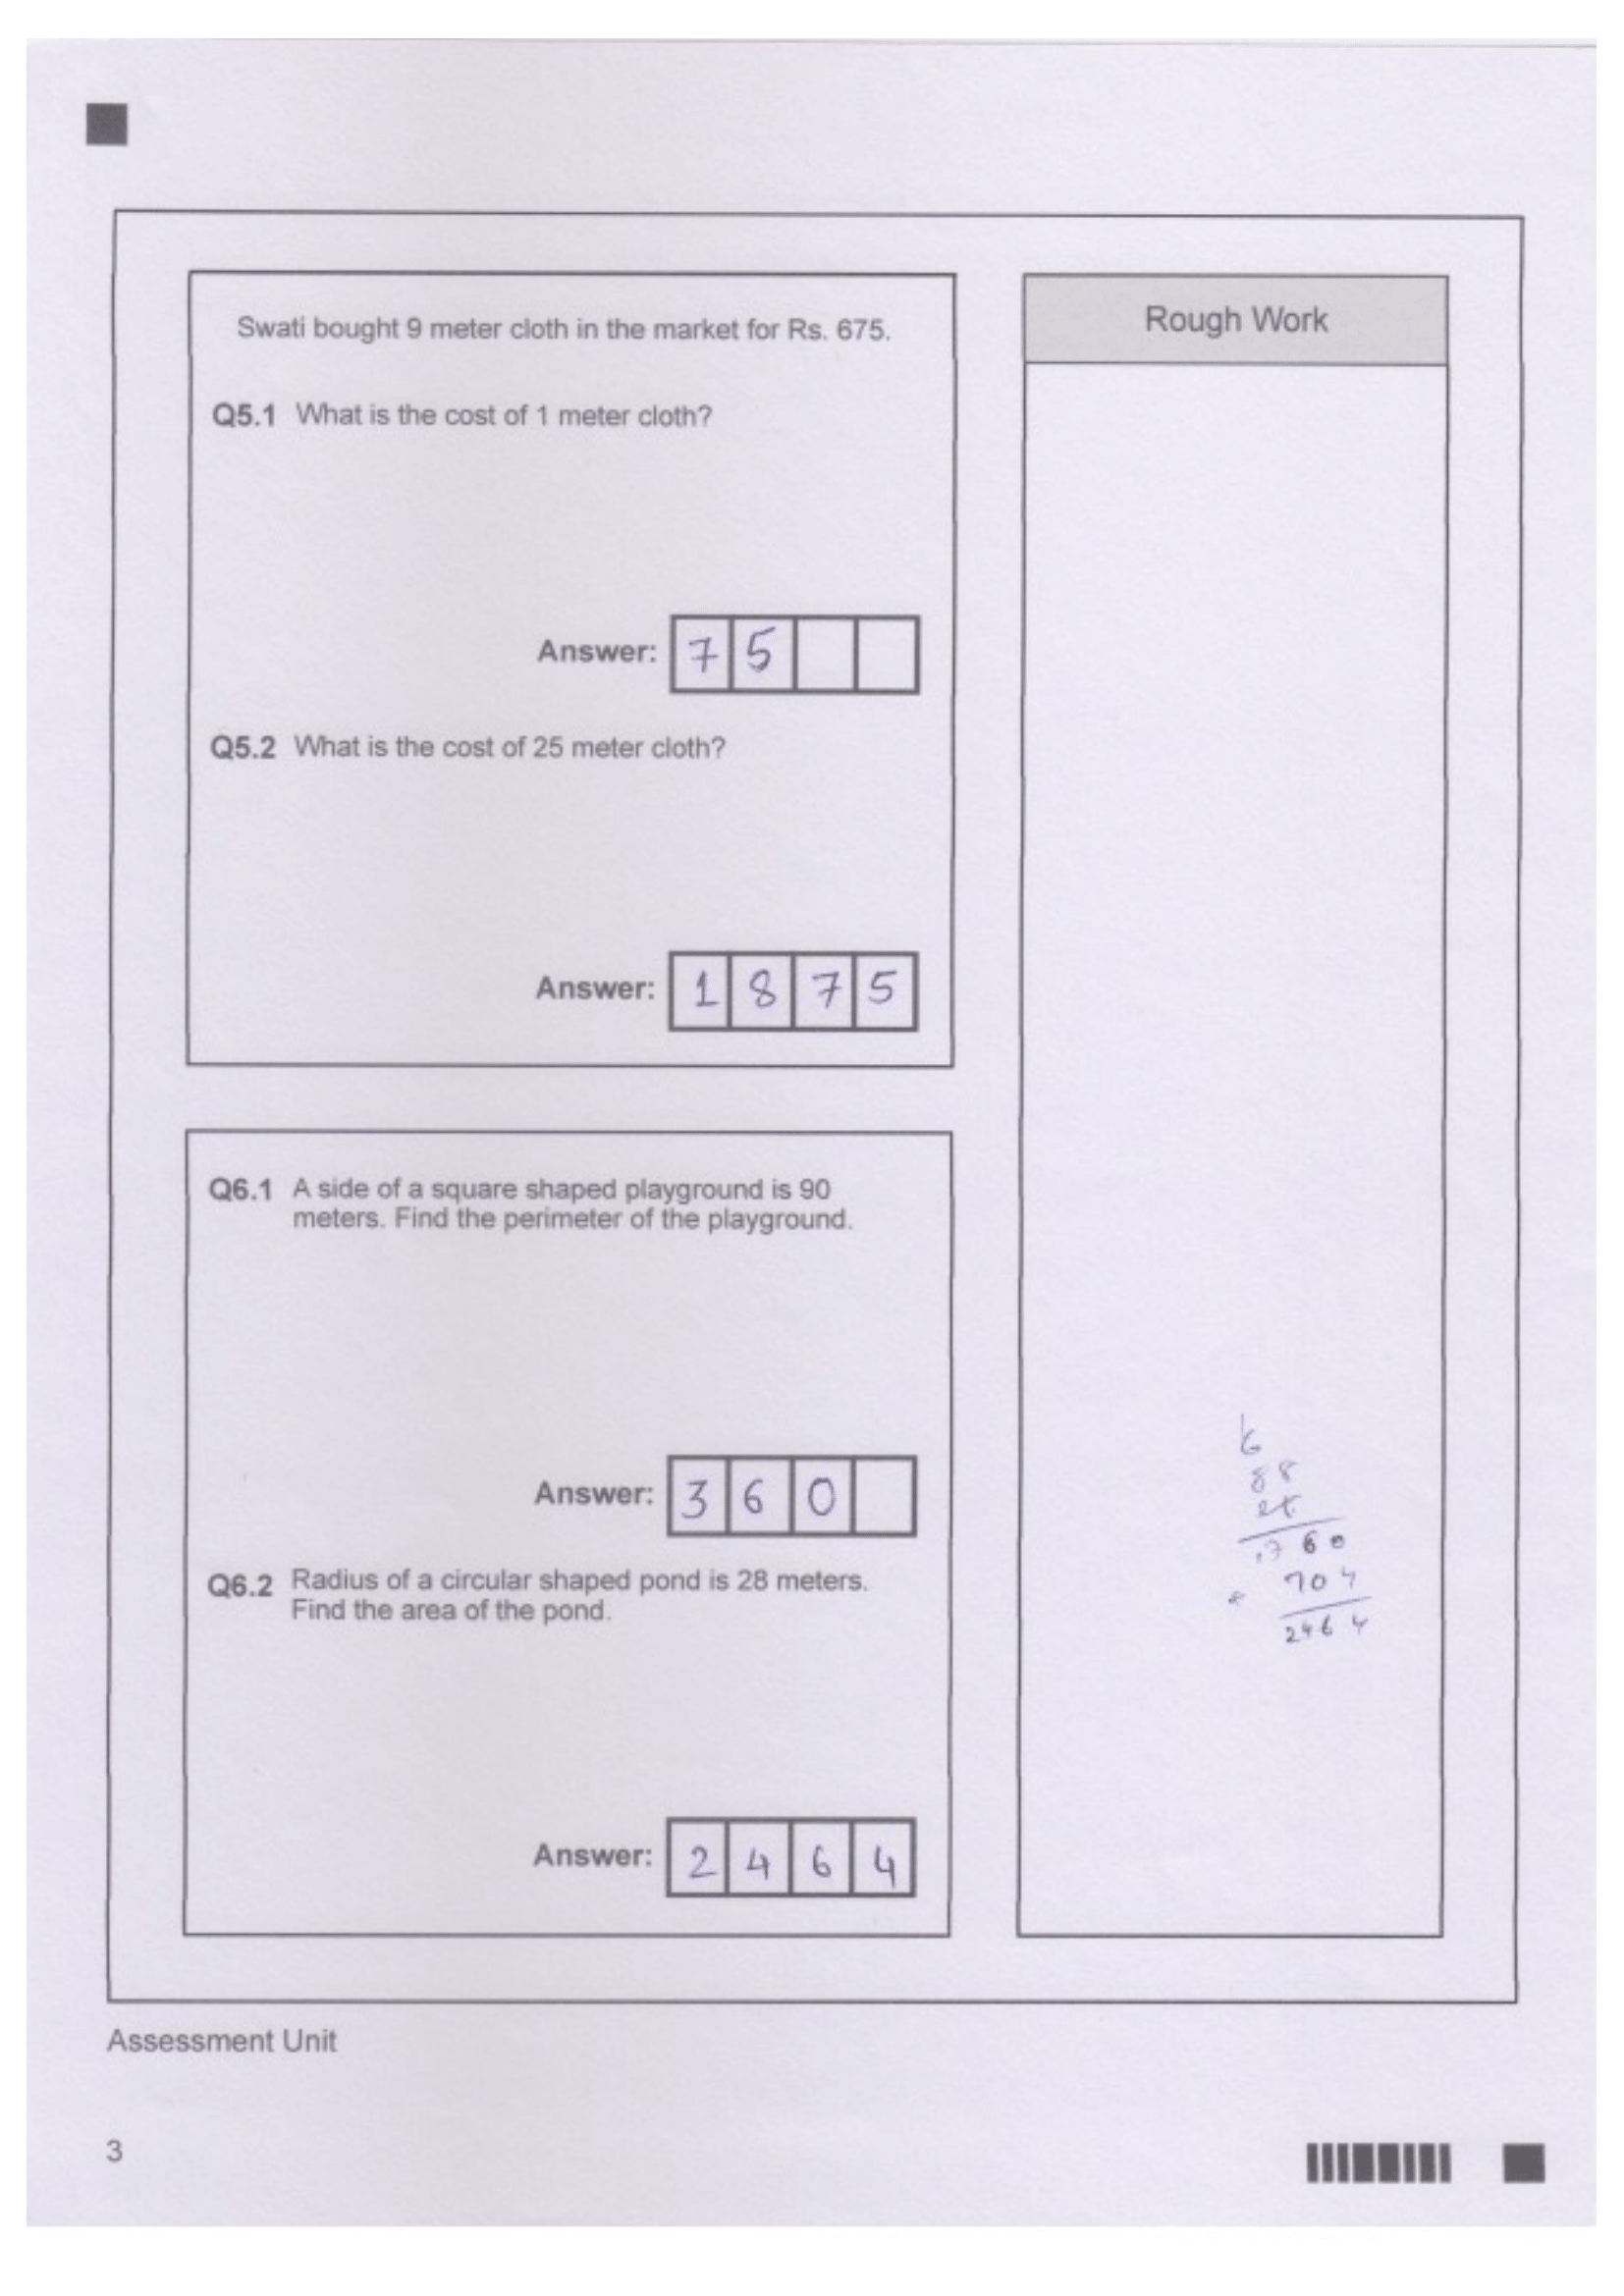 Swati bought 9 meter cloth in the market for Rs. 675.
Q5.1 What is the cost of 1 meter cloth?
Answer: 7 5
Q5.2 What is the cost of 25 meter cloth?
Answer: 1 8 7 5
Q6.1 A side of a square shaped playground is 90
meters. Find the perimeter of the playground.
Answer: 3 6 0
Q6.2 Radius of a circular shaped pond is 28 meters.
Find the area of the pond.
Answer: 2 4 6 4
Rough Work
6
88
1760
704
2464
Assessment Unit
3